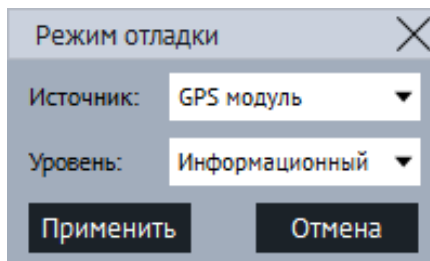 Режим отладки
Источник: GPS модуль
Уровень: Информационный
Применить Отмена